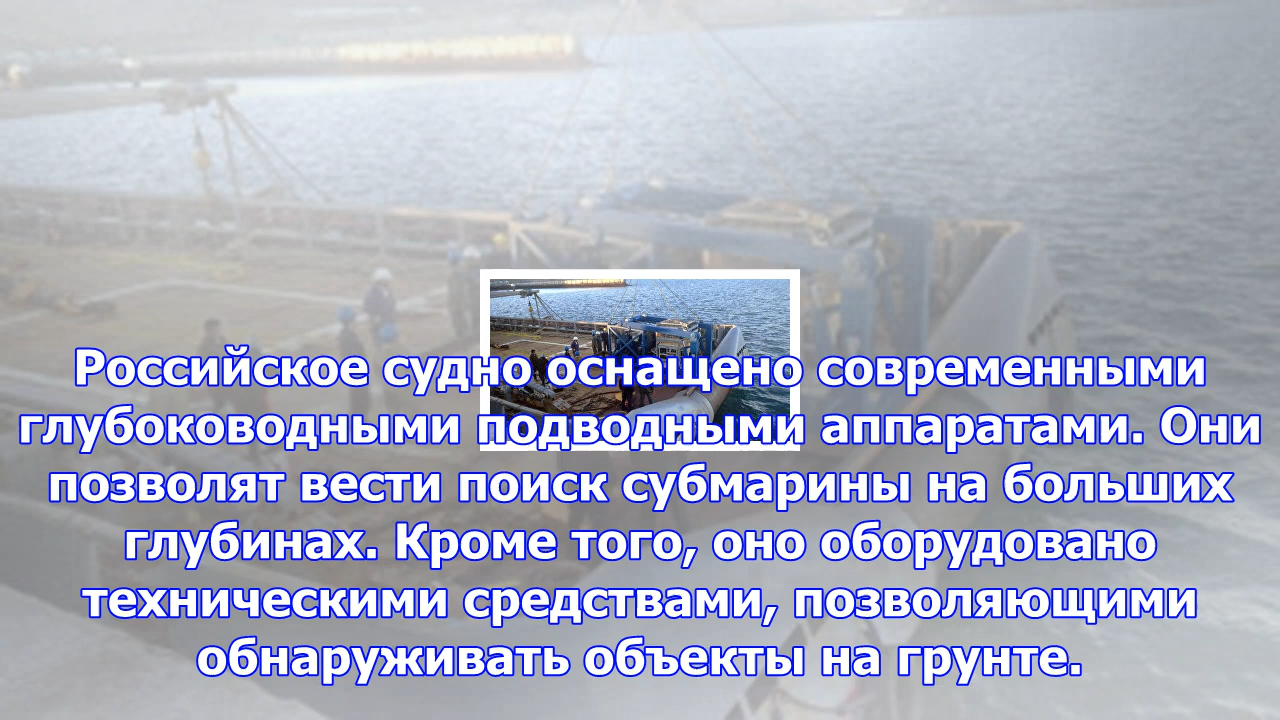 Российское судно оснащено современными
глубоководными подводными аппаратами. Они
позволят вести поиск субмарины на больших
глубинах. Кроме того, оно оборудовано
техническими средствами, позволяющими
обнаруживать объекты на грунте.